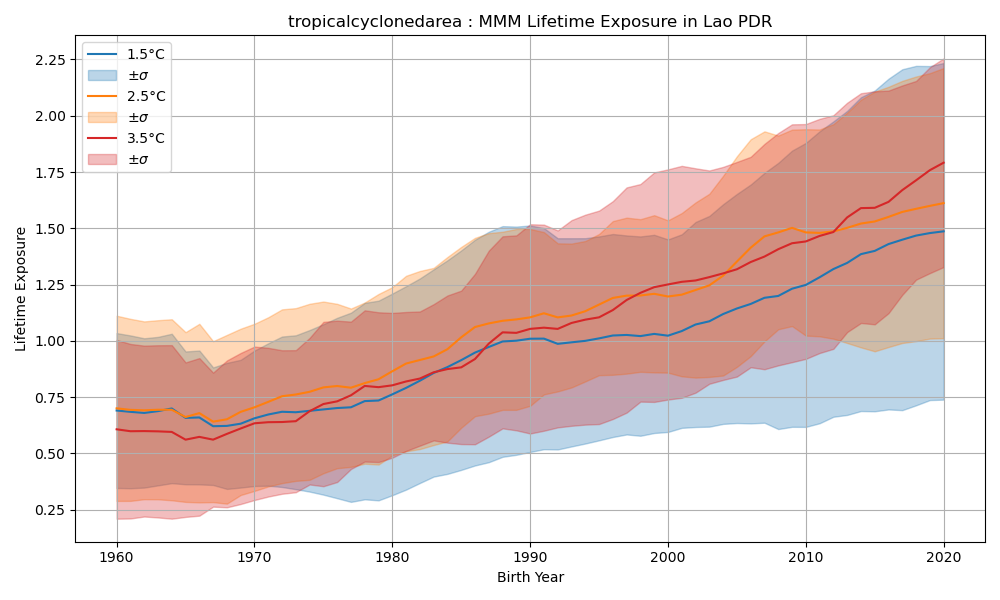 tropicalcyclonedarea : MMM Lifetime Exposure in Lao PDR
2.25
2.00
1.75
1.50
1.25
1.00
0.75
0.50
0.25
Lifetime Exposure
1.5°C
±σ
2.5°C
±σ
3.5°C
±σ
1960 1970 1980 1990 2000 2010 2020
Birth Year